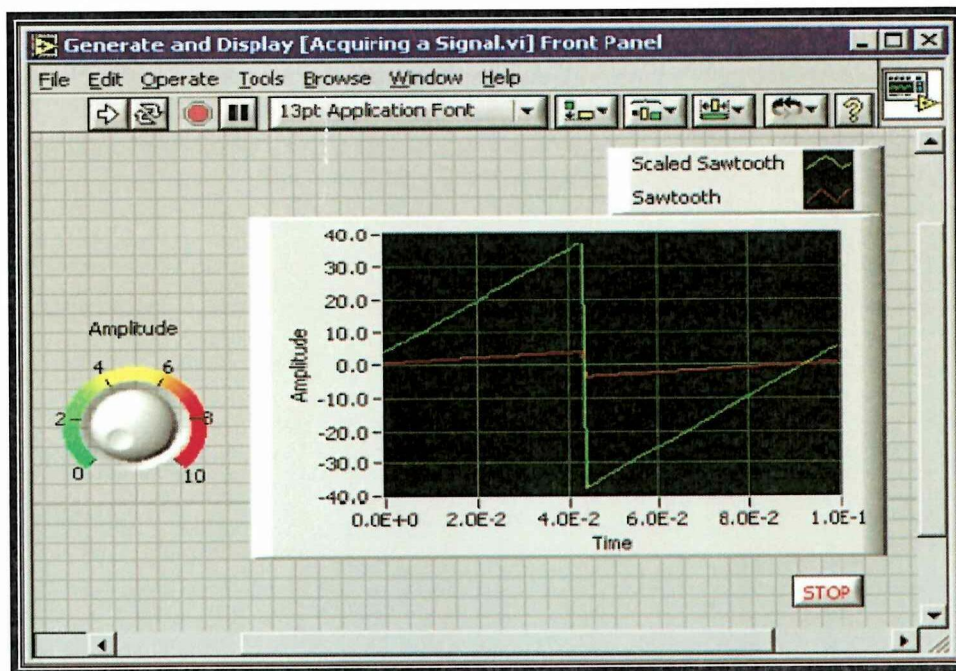 Generate and Display [Acquiring a Signal.vi] Front Panel
File Edit Operate Tools Browse Window Help
13pt Application Font
Scaled Sawtooth
Sawtooth
40.0
30.0
20.0
10.0
0.0
-10.0
-20.0
-30.0
-40.0
Amplitude
0.0E+0 2.0E-2 4.0E-2 6.0E-2 8.0E-2 1.0E-1
Time
Amplitude
0 2 4 6 8 10
STOP